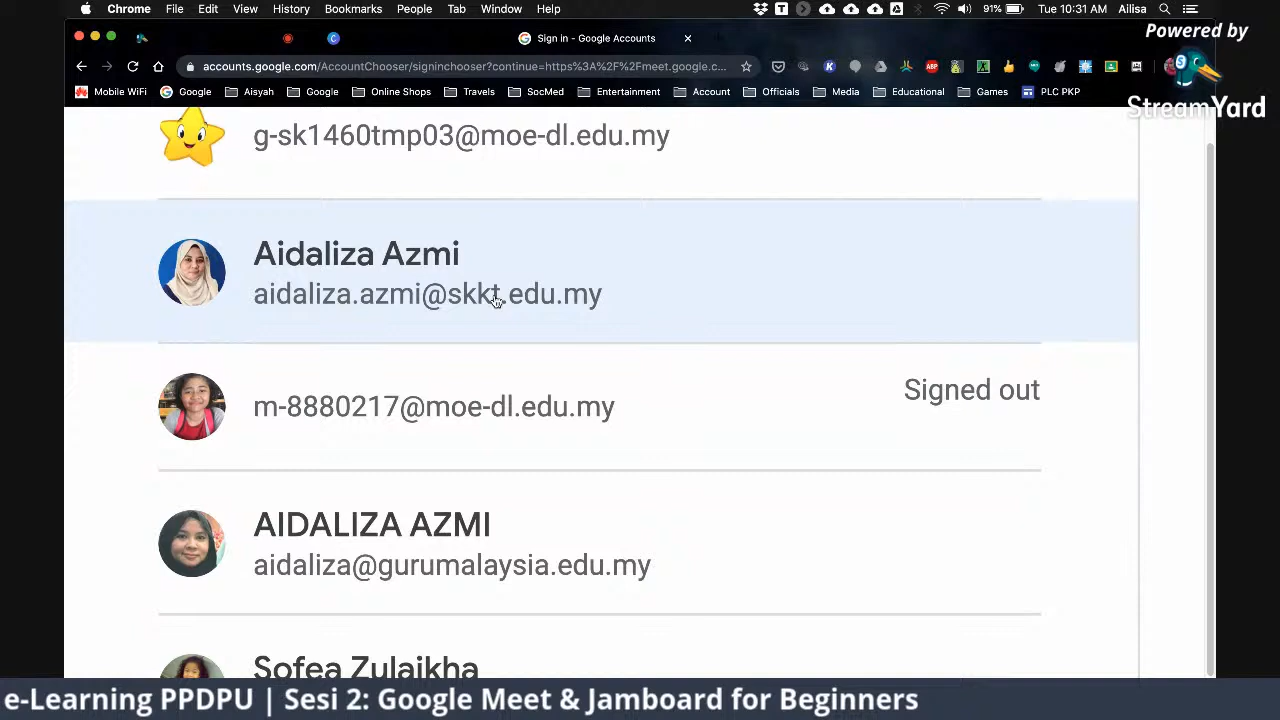 Chrome File Edit View History Bookmarks People Tab Window Help 91% Tue 10:31 AM Ailisa
Powered by
StreamYard
Sign in - Google Accounts
accounts.google.com/AccountChooser/signinchooser?continue=https%3A%2F%2Fmeet.google.c...
Mobile WiFi Google Aisyah Google Online Shops Travels SocMed Entertainment Account Officials Media Educational Games PLC PKP
g-sk1460tmp03@moe-dl.edu.my
Aidaliza Azmi
aidaliza.azmi@skkt.edu.my
m-8880217@moe-dl.edu.my
Signed out
AIDALIZA AZMI
aidaliza@gurumalaysia.edu.my
Sofea Zulaikha
e-Learning PPDPU | Sesi 2: Google Meet & Jamboard for Beginners